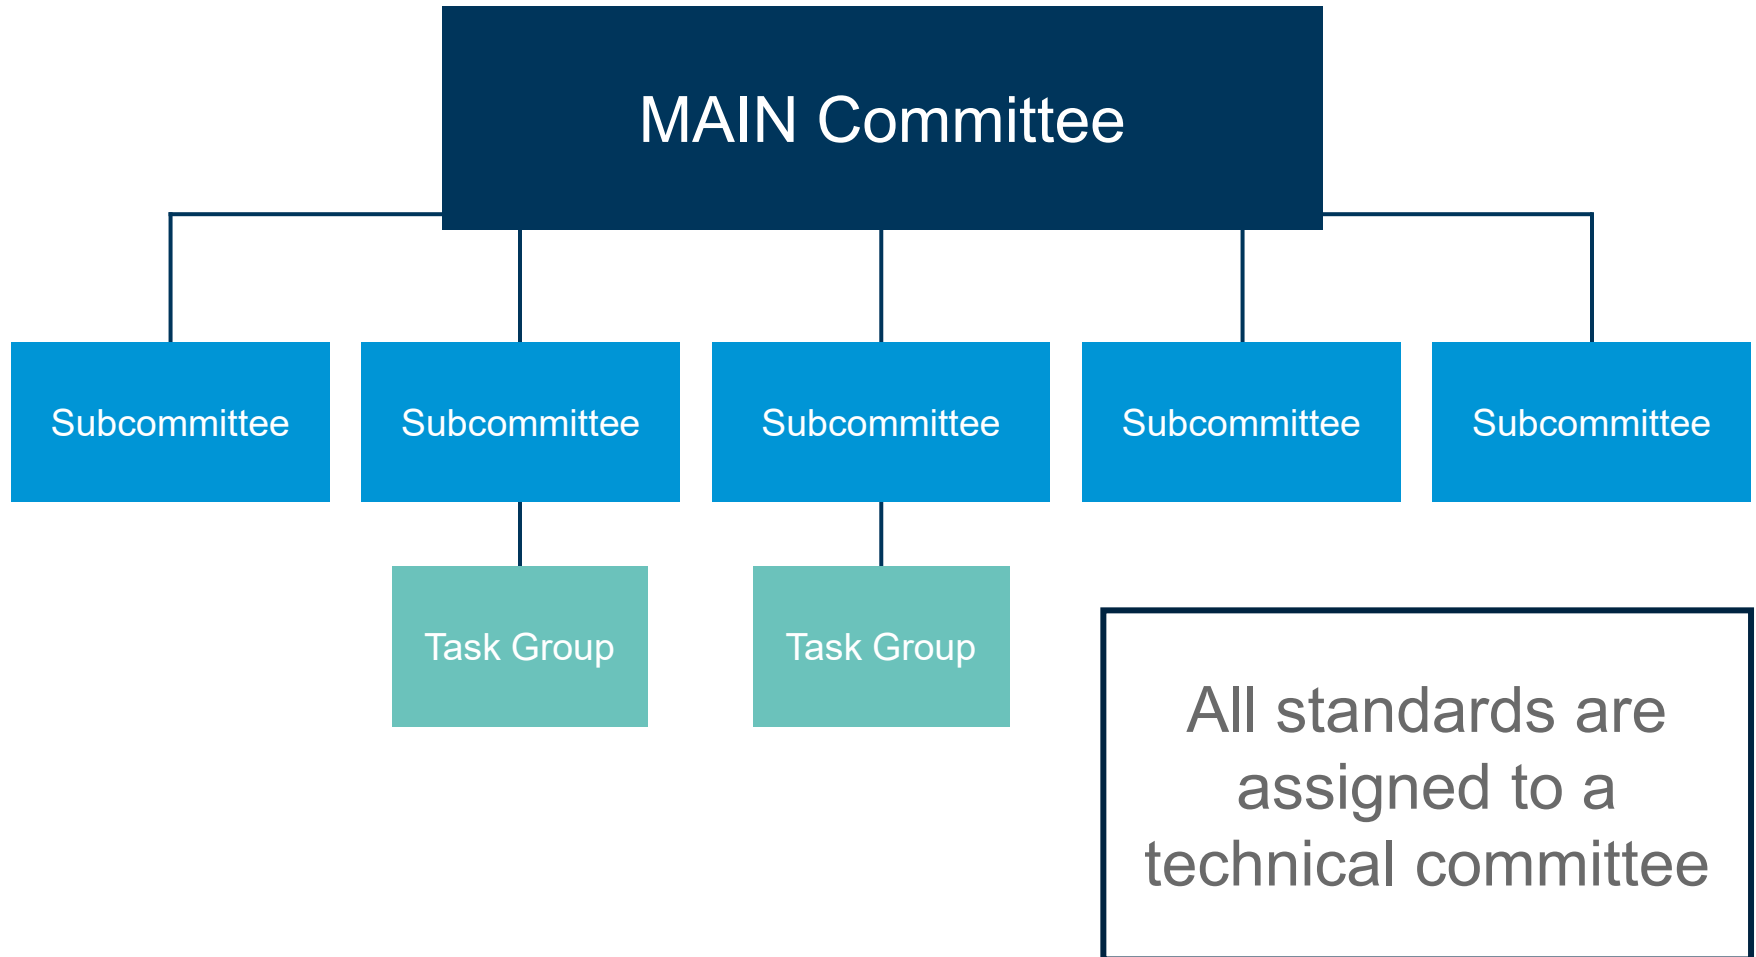 MAIN Committee
Subcommittee
Subcommittee
Subcommittee
Subcommittee
Subcommittee
Task Group
Task Group
All standards are
assigned to a
technical committee